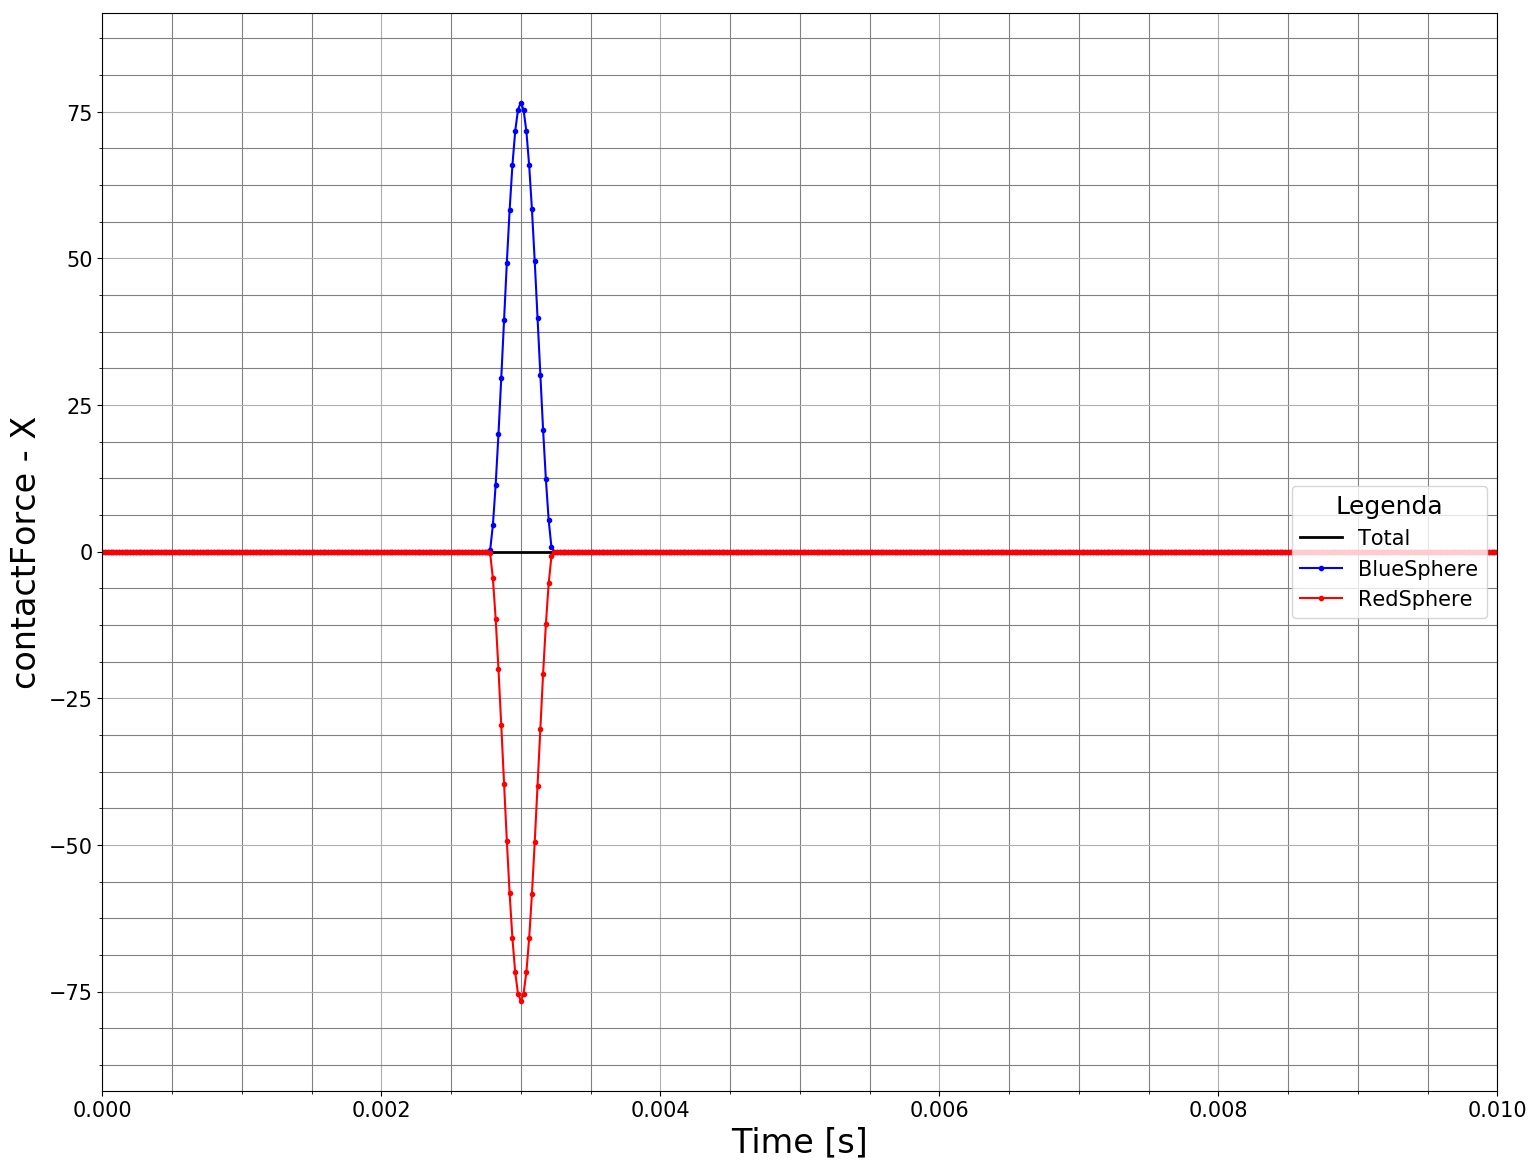 contactForce - X
75
50
25
0
−25
−50
−75
Legenda
Total
BlueSphere
RedSphere
0.000 0.002 0.004 0.006 0.008 0.010
Time [s]